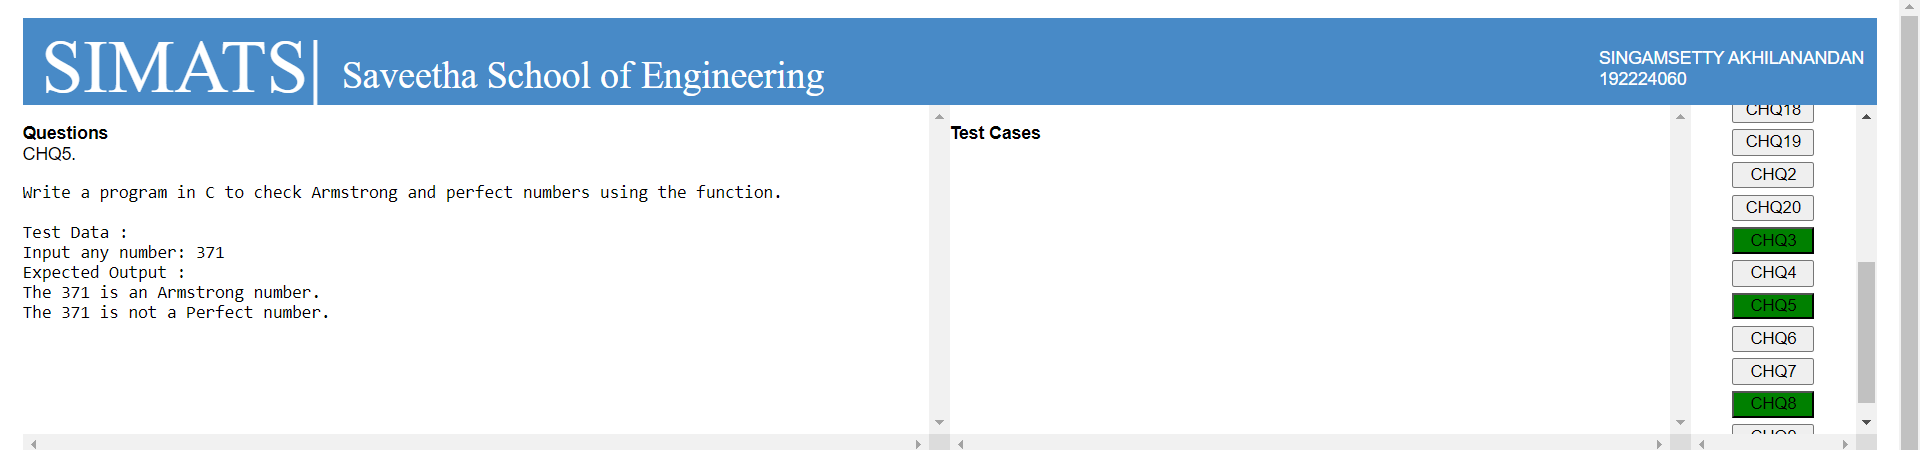 SIMATS| Saveetha School of Engineering
SINGAMSETTY AKHILANANDAN
192224060
Questions
CHQ5.
Write a program in C to check Armstrong and perfect numbers using the function.
Test Data :
Input any number: 371
Expected Output :
The 371 is an Armstrong number.
The 371 is not a Perfect number.
Test Cases
CHQ18
CHQ19
CHQ2
CHQ20
CHQ3
CHQ4
CHQ5
CHQ6
CHQ7
CHQ8